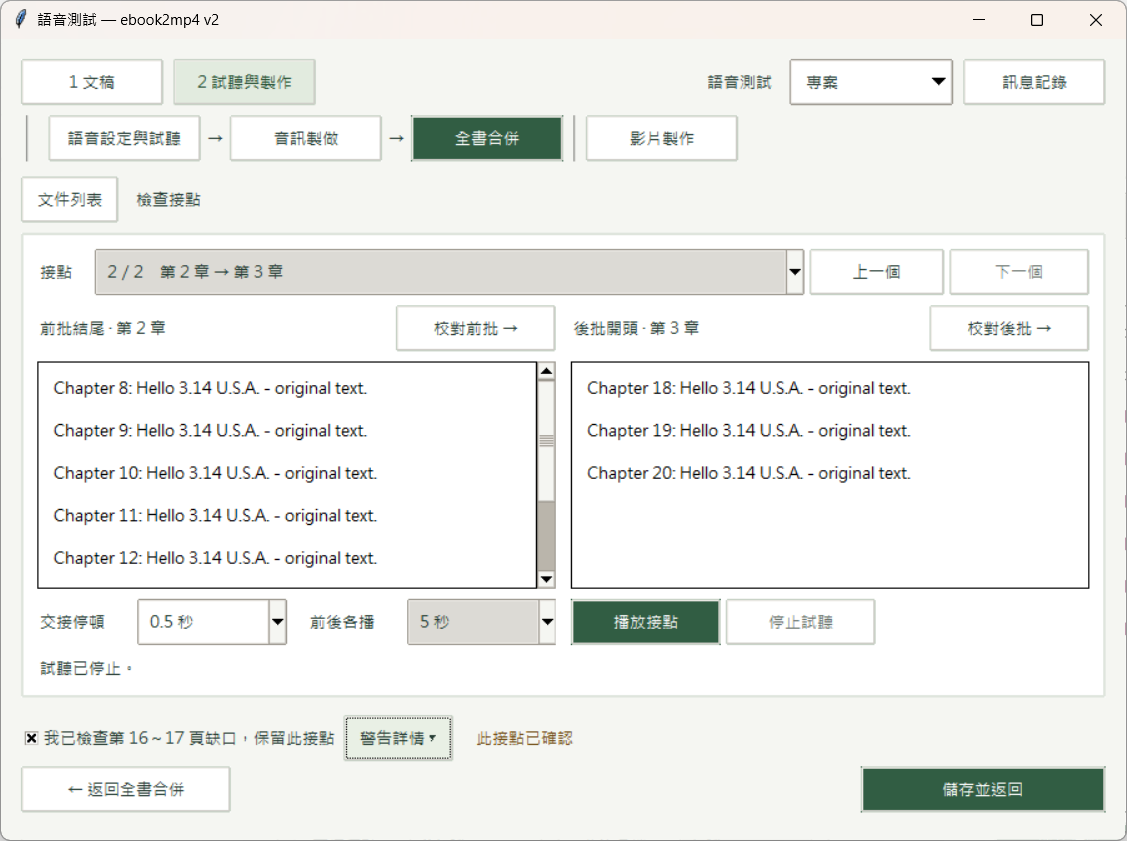 語音測試 — ebook2mp4 v2
1 文稿
2 試聽與製作
語音測試
專案
訊息記錄
語音設定與試聽
→
音訊製做
→
全書合併
影片製作
文件列表
檢查接點
接點
2 / 2 第 2 章 → 第 3 章
上一個
下一個
前批結尾 · 第 2 章
校對前批 →
後批開頭 · 第 3 章
校對後批 →
Chapter 8: Hello 3.14 U.S.A. - original text.
Chapter 9: Hello 3.14 U.S.A. - original text.
Chapter 10: Hello 3.14 U.S.A. - original text.
Chapter 11: Hello 3.14 U.S.A. - original text.
Chapter 12: Hello 3.14 U.S.A. - original text.
Chapter 18: Hello 3.14 U.S.A. - original text.
Chapter 19: Hello 3.14 U.S.A. - original text.
Chapter 20: Hello 3.14 U.S.A. - original text.
交接停頓
0.5 秒
前後各播
5 秒
播放接點
停止試聽
試聽已停止。
我已檢查第 16～17 頁缺口，保留此接點
警告詳情 ▾
此接點已確認
← 返回全書合併
儲存並返回